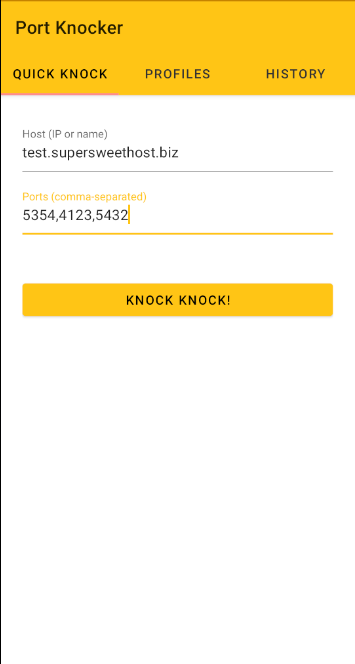 Port Knocker
QUICK KNOCK PROFILES HISTORY
Host (IP or name)
test.supersweethost.biz
Ports (comma-separated)
5354,4123,5432
KNOCK KNOCK!